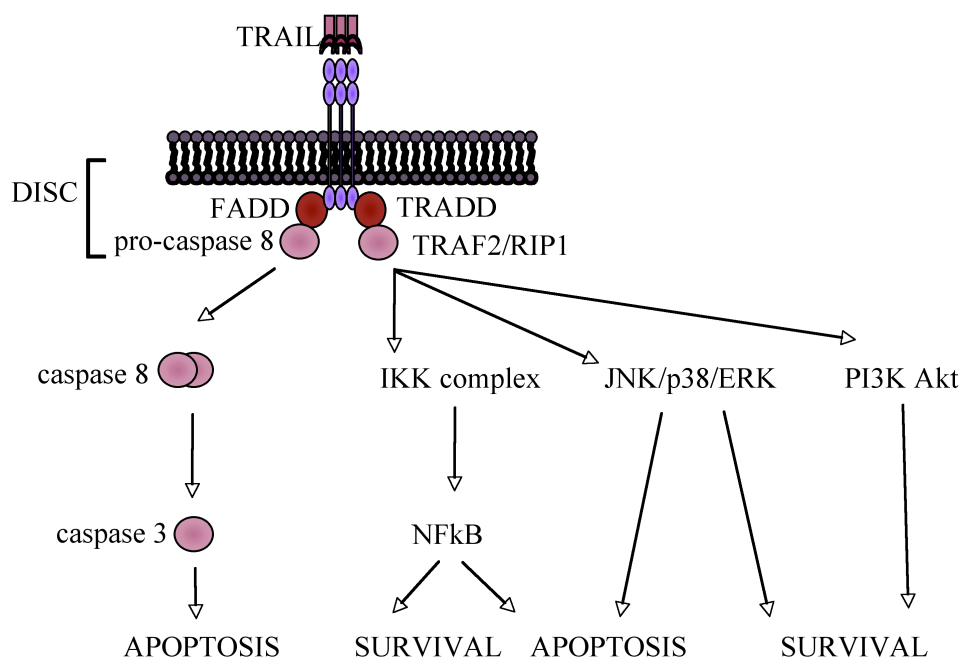 TRAIL
DISC
FADD
TRADD
pro-caspase 8
TRAF2/RIP1
caspase 8
IKK complex
JNK/p38/ERK
PI3K Akt
caspase 3
NFkB
APOPTOSIS
SURVIVAL
APOPTOSIS
SURVIVAL